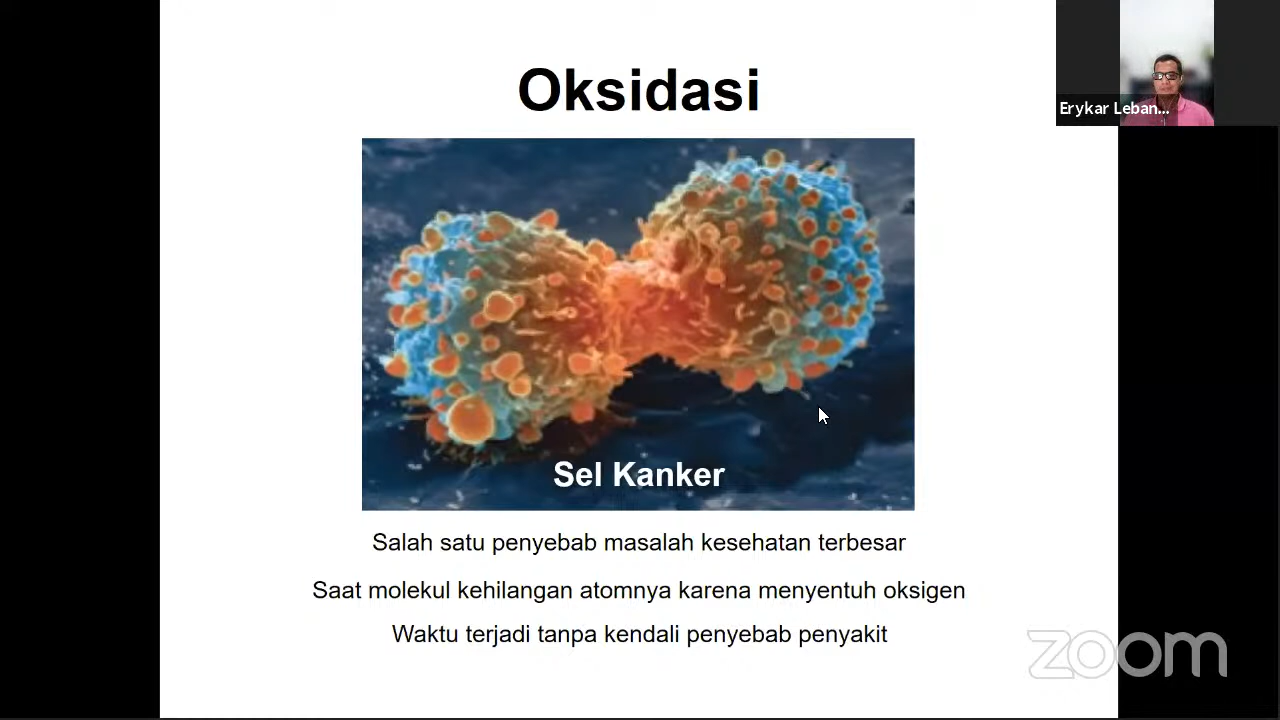 Oksidasi
Erykar Leban...
Sel Kanker
Salah satu penyebab masalah kesehatan terbesar
Saat molekul kehilangan atomnya karena menyentuh oksigen
Waktu terjadi tanpa kendali penyebab penyakit
zoom